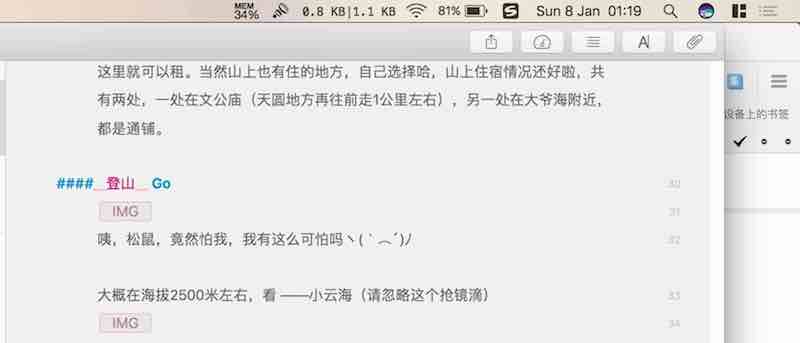 MEM 0.8 KB|1.1 KB 81% S Sun 8 Jan 01:19
34%
A
这里就可以租。当然山上也有住的地方，自己选择哈，山上住宿情况还好啦，共
有两处，一处在文公庙（天圆地方再往前走1公里左右），另一处在大爷海附近，
设备上的书签
都是通铺。
####__登山__ Go 30
IMG 31
咦，松鼠，竟然怕我，我有这么可怕吗ヽ(｀⌒´)ﾉ 32
大概在海拔2500米左右，看 ——小云海（请忽略这个抢镜滴） 33
IMG 34